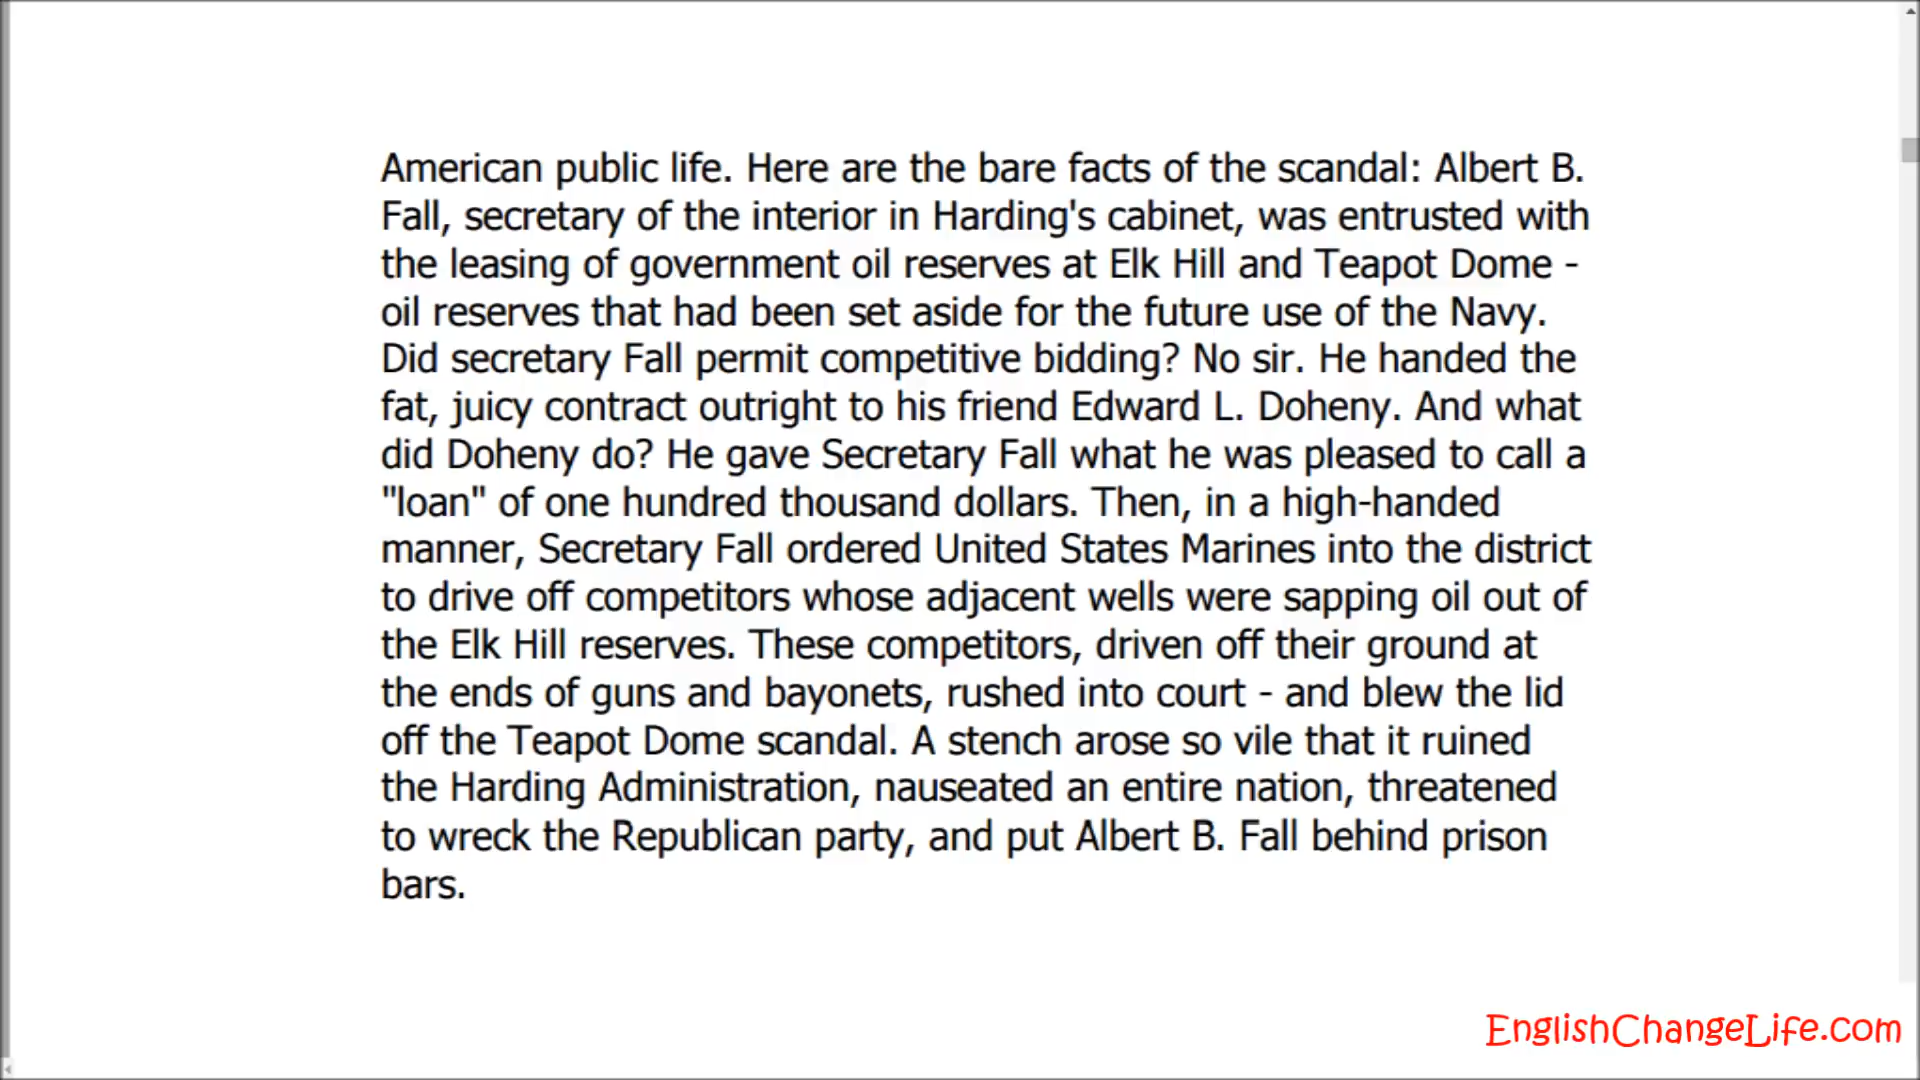 American public life. Here are the bare facts of the scandal: Albert B.
Fall, secretary of the interior in Harding's cabinet, was entrusted with
the leasing of government oil reserves at Elk Hill and Teapot Dome -
oil reserves that had been set aside for the future use of the Navy.
Did secretary Fall permit competitive bidding? No sir. He handed the
fat, juicy contract outright to his friend Edward L. Doheny. And what
did Doheny do? He gave Secretary Fall what he was pleased to call a
"loan" of one hundred thousand dollars. Then, in a high-handed
manner, Secretary Fall ordered United States Marines into the district
to drive off competitors whose adjacent wells were sapping oil out of
the Elk Hill reserves. These competitors, driven off their ground at
the ends of guns and bayonets, rushed into court - and blew the lid
off the Teapot Dome scandal. A stench arose so vile that it ruined
the Harding Administration, nauseated an entire nation, threatened
to wreck the Republican party, and put Albert B. Fall behind prison
bars.
EnglishChangeLife.com